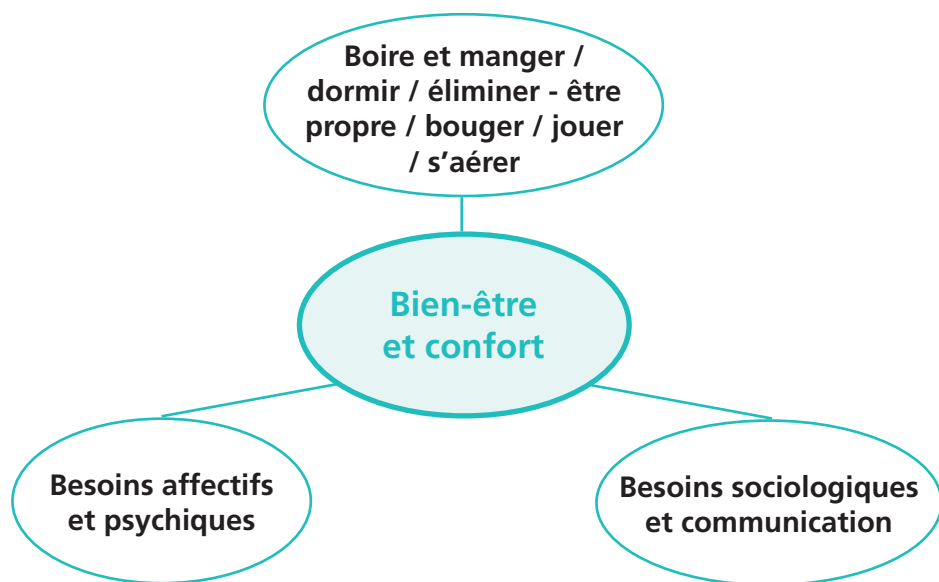 Boire et manger /
dormir / éliminer - être
propre / bouger / jouer
/ s’aérer
Bien-être
et confort
Besoins affectifs
et psychiques
Besoins sociologiques
et communication